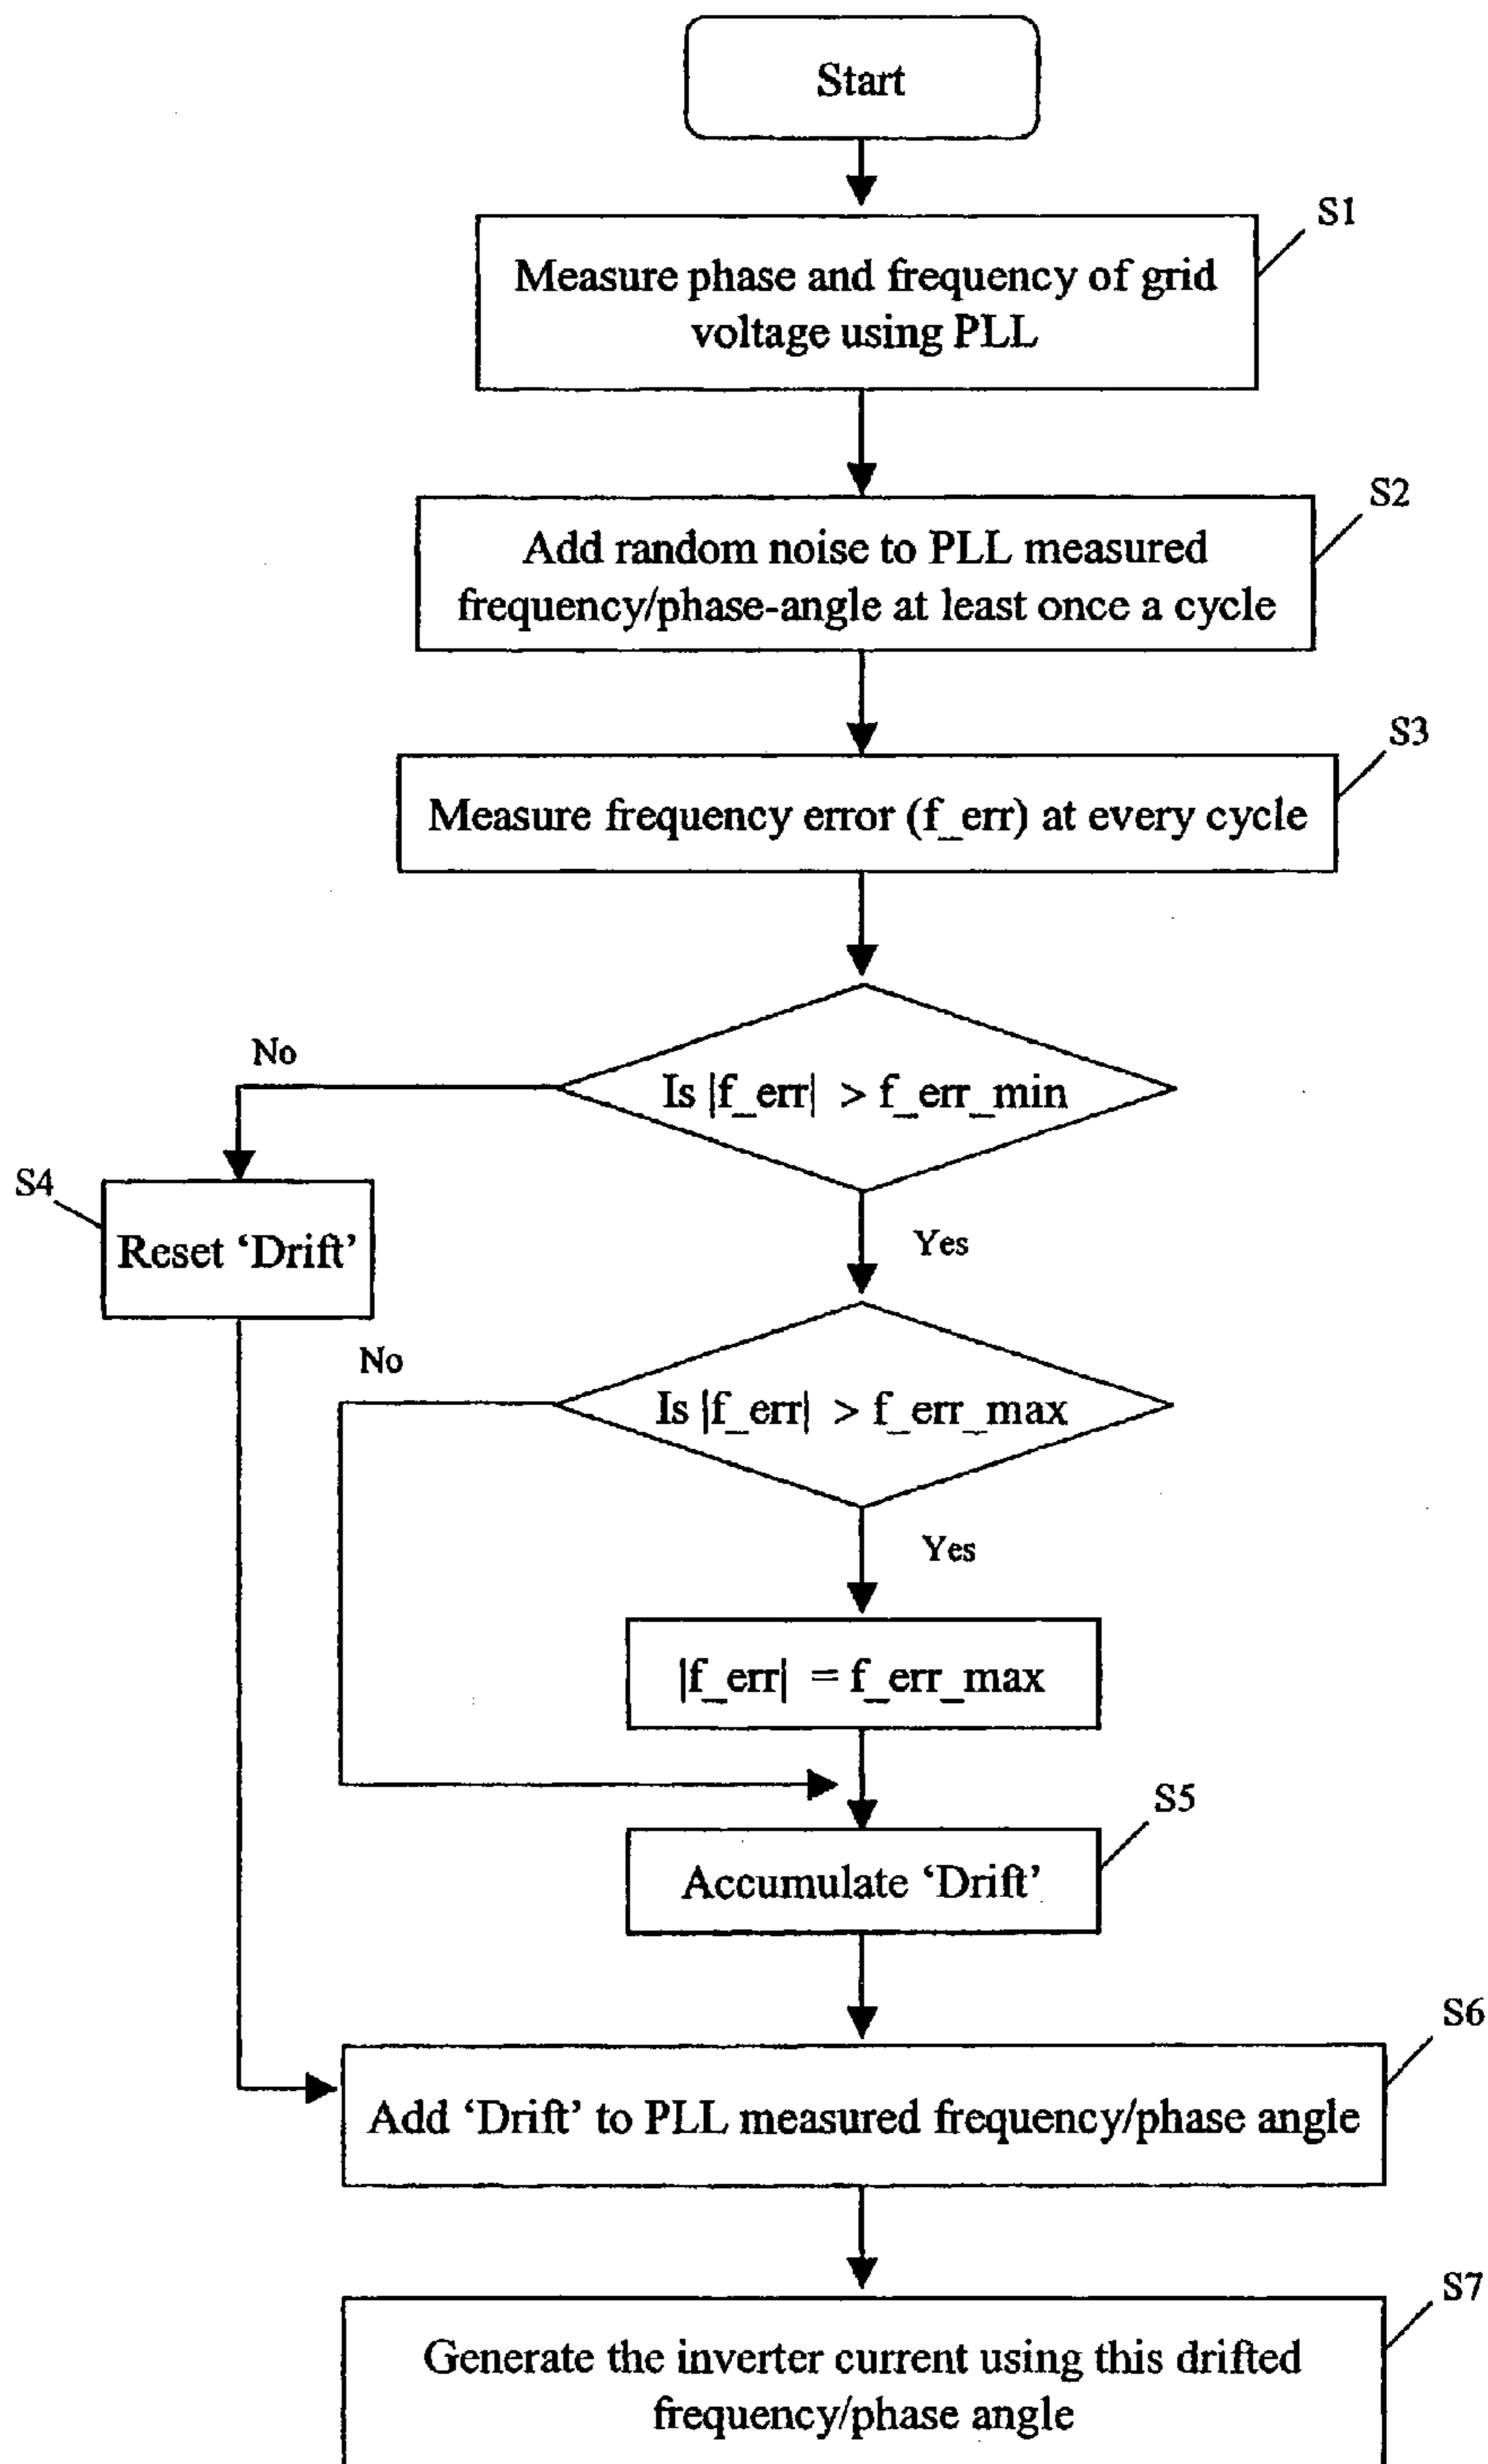 Start
S1
Measure phase and frequency of grid
voltage using PLL
S2
Add random noise to PLL measured
frequency/phase-angle at least once a cycle
S3
Measure frequency error (f_err) at every cycle
No
Is |f_err| > f_err_min
S4
Reset ‘Drift’
Yes
No
Is |f_err| > f_err_max
Yes
|f_err| = f_err_max
S5
Accumulate ‘Drift’
S6
Add ‘Drift’ to PLL measured frequency/phase angle
S7
Generate the inverter current using this drifted
frequency/phase angle